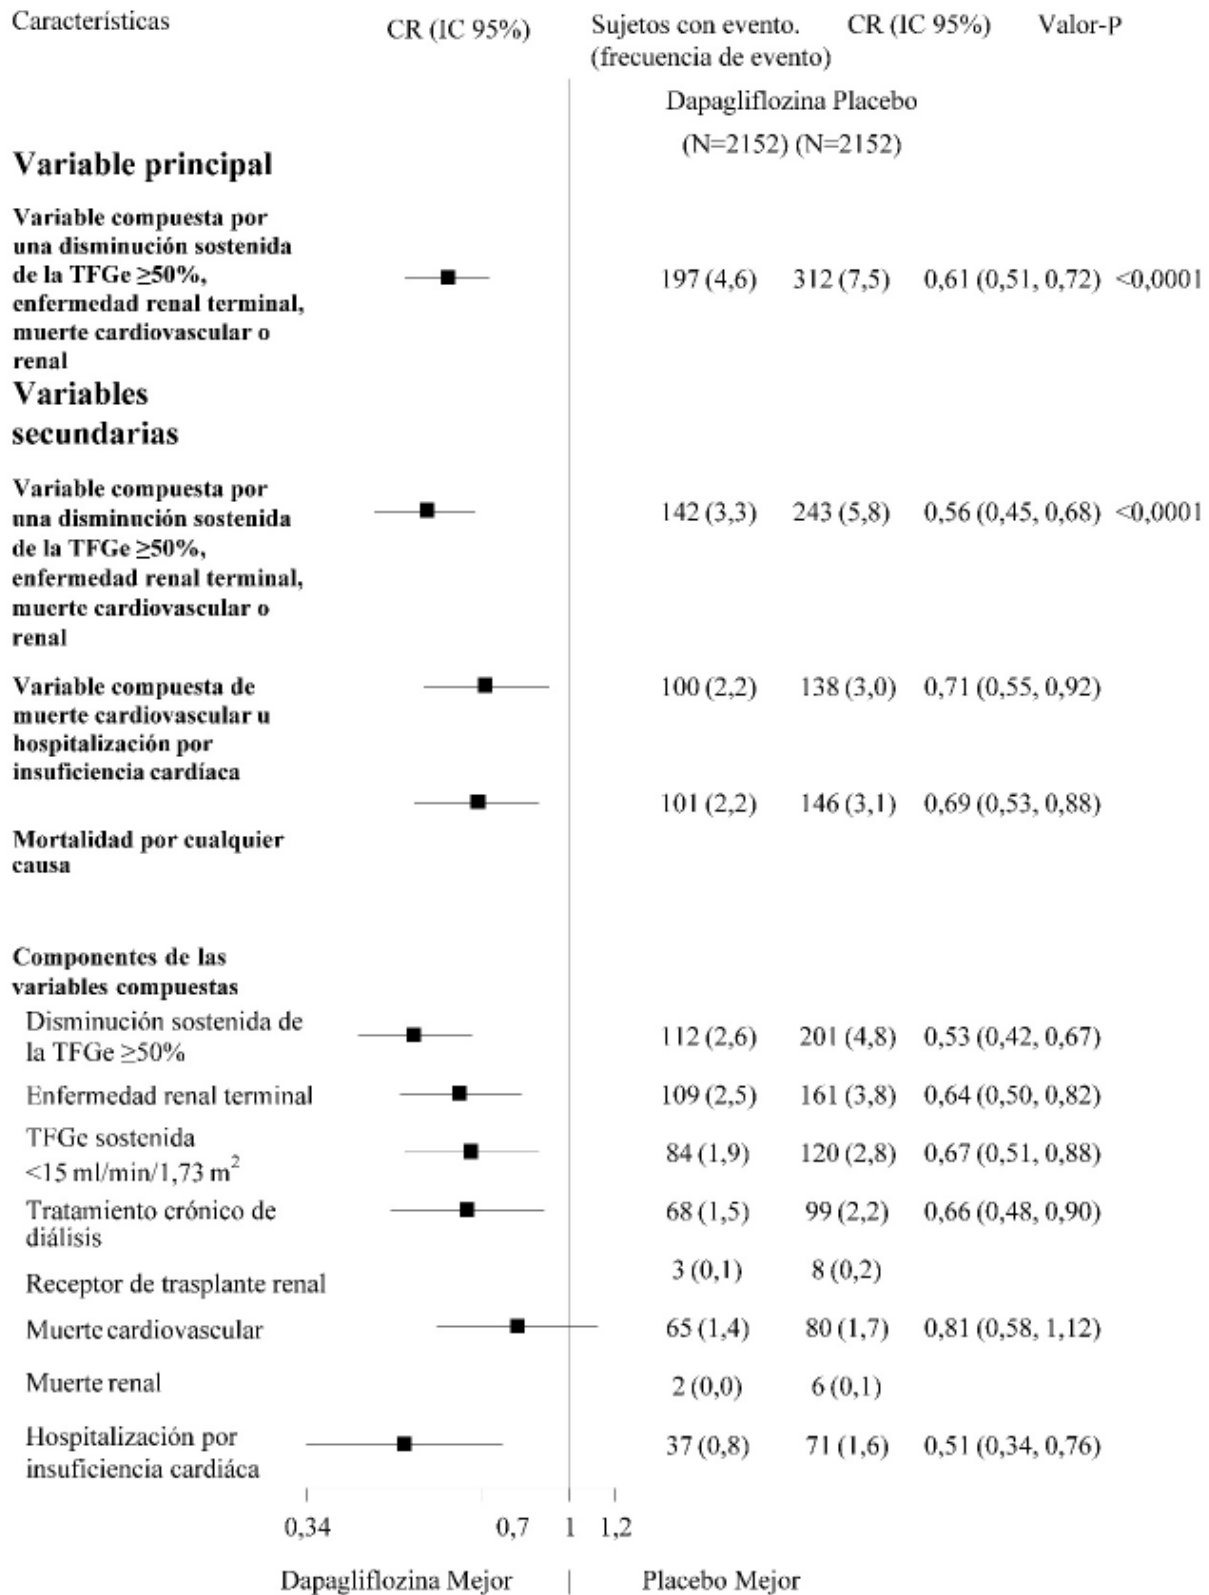 Características CR (IC 95%) Sujetos con evento. CR (IC 95%) Valor-P
(frecuencia de evento)
Dapagliflozina Placebo
(N=2152) (N=2152)
Variable principal
Variable compuesta por
una disminución sostenida
de la TFGe ≥50%, 197 (4,6) 312 (7,5) 0,61 (0,51, 0,72) <0,0001
enfermedad renal terminal,
muerte cardiovascular o
renal
Variables
secundarias
Variable compuesta por
una disminución sostenida 142 (3,3) 243 (5,8) 0,56 (0,45, 0,68) <0,0001
de la TFGe ≥50%,
enfermedad renal terminal,
muerte cardiovascular o
renal
Variable compuesta de 100 (2,2) 138 (3,0) 0,71 (0,55, 0,92)
muerte cardiovascular u
hospitalización por
insuficiencia cardíaca
101 (2,2) 146 (3,1) 0,69 (0,53, 0,88)
Mortalidad por cualquier
causa
Componentes de las
variables compuestas
Disminución sostenida de 112 (2,6) 201 (4,8) 0,53 (0,42, 0,67)
la TFGe ≥50%
Enfermedad renal terminal 109 (2,5) 161 (3,8) 0,64 (0,50, 0,82)
TFGe sostenida 84 (1,9) 120 (2,8) 0,67 (0,51, 0,88)
<15 ml/min/1,73 m²
Tratamiento crónico de 68 (1,5) 99 (2,2) 0,66 (0,48, 0,90)
diálisis
Receptor de trasplante renal 3 (0,1) 8 (0,2)
Muerte cardiovascular 65 (1,4) 80 (1,7) 0,81 (0,58, 1,12)
Muerte renal 2 (0,0) 6 (0,1)
Hospitalización por 37 (0,8) 71 (1,6) 0,51 (0,34, 0,76)
insuficiencia cardiáca
0,34 0,7 1 1,2
Dapagliflozina Mejor | Placebo Mejor